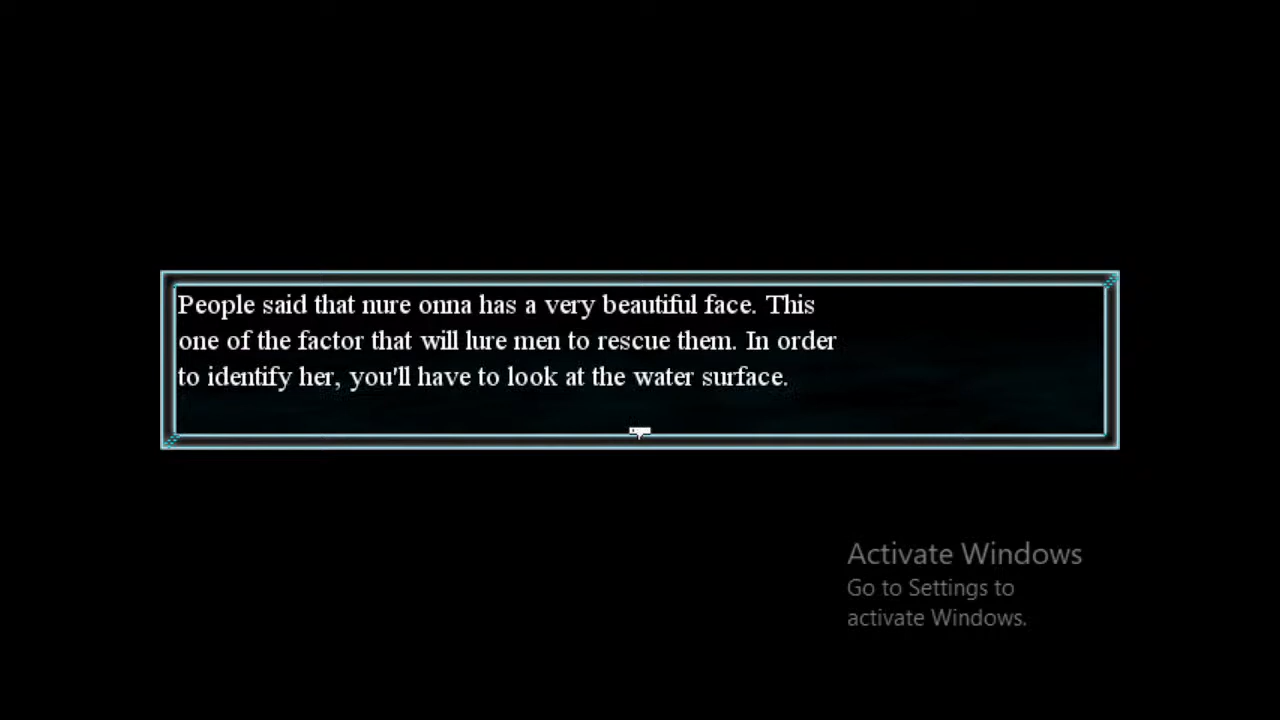 People said that nure onna has a very beautiful face. This
one of the factor that will lure men to rescue them. In order
to identify her, you'll have to look at the water surface.
Activate Windows
Go to Settings to
activate Windows.